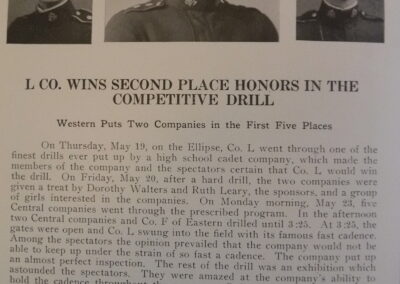 L CO. WINS SECOND PLACE HONORS IN THE
COMPETITIVE DRILL
Western Puts Two Companies in the First Five Places
On Thursday, May 19, on the Ellipse, Co. L went through one of the
finest drills ever put up by a high school cadet company, which made the
members of the company and the spectators certain that Co. L would win
the drill. On Friday, May 20, after a hard drill, the two companies were
given a treat by Dorothy Walters and Ruth Leary, the sponsors, and a group
of girls interested in the companies. On Monday morning, May 23, five
Central companies went through the prescribed program. In the afternoon
two Central companies and Co. F of Eastern drilled until 3:25. At 3:25, the
gates were open and Co. L swung into the field with its famous fast cadence.
Among the spectators the opinion prevailed that the company would not be
able to keep up under the strain of so fast a cadence. The company put up
an almost perfect inspection. The rest of the drill was an exhibition which
astounded the spectators. They were amazed at the company's ability to
hold the cadence throughout